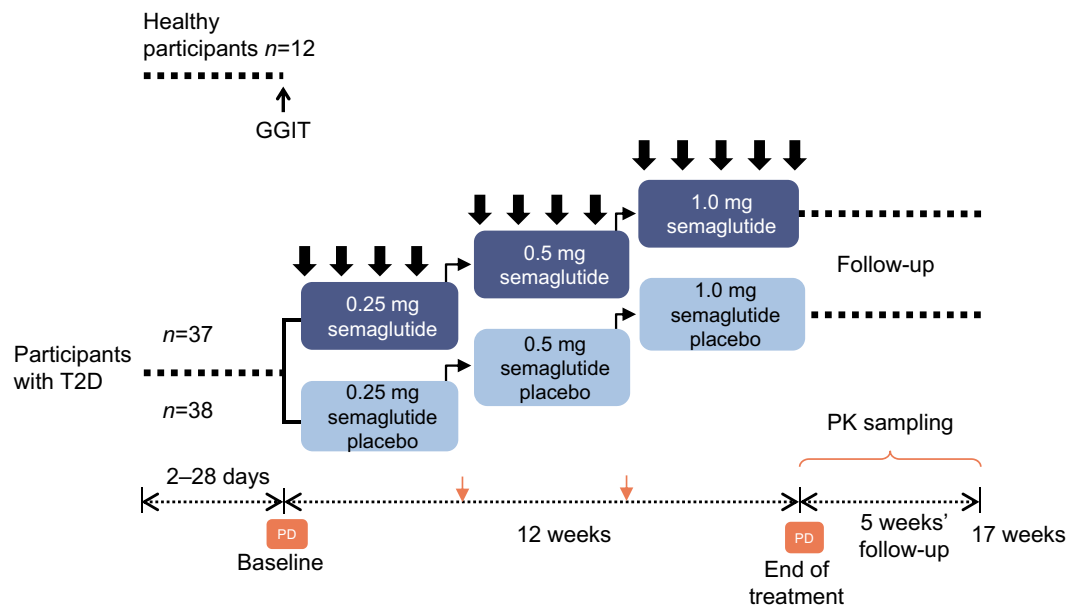 Healthy
participants n=12
GGIT
1.0 mg
semaglutide
0.5 mg
semaglutide
0.25 mg
semaglutide
Follow-up
1.0 mg
semaglutide
placebo
0.5 mg
semaglutide
placebo
0.25 mg
semaglutide
placebo
n=37
Participants
with T2D
n=38
PK sampling
2–28 days
PD
Baseline
12 weeks
PD
End of
treatment
5 weeks’
follow-up
17 weeks